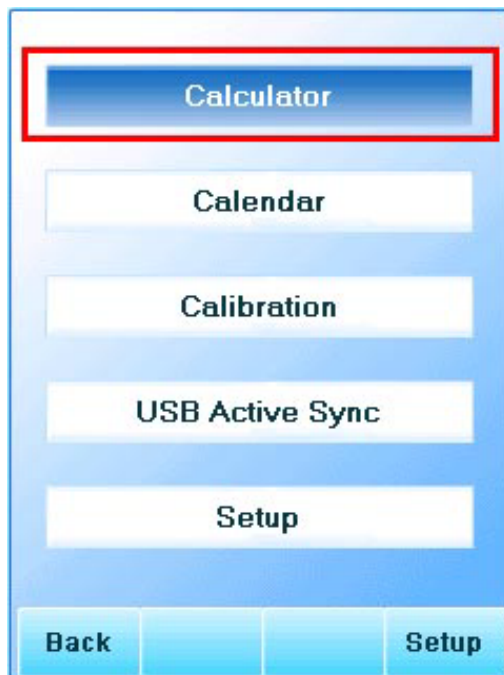 Calculator
Calendar
Calibration
USB Active Sync
Setup
Back Setup